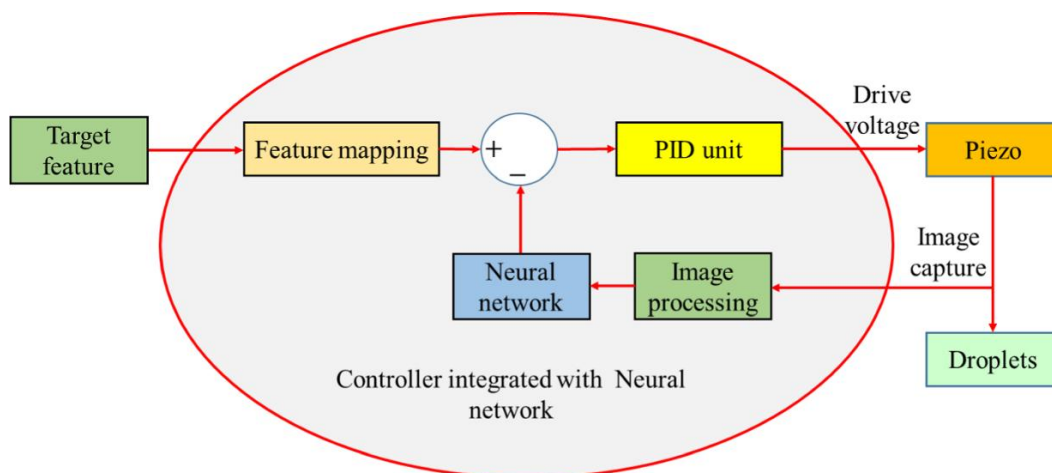 Target
feature
Feature mapping
+
−
PID unit
Drive
voltage
Piezo
Neural
network
Image
processing
Image
capture
Droplets
Controller integrated with Neural
network